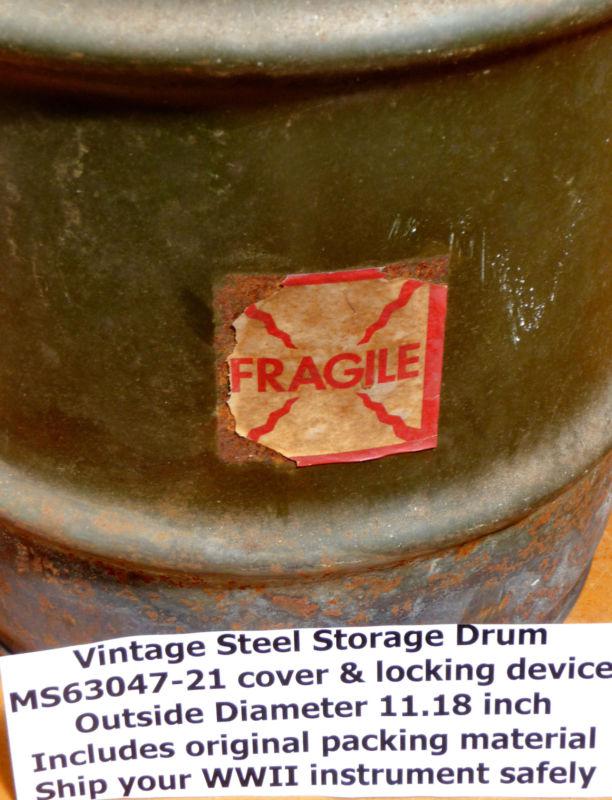 FRAGILE
Vintage Steel Storage Drum
MS63047-21 cover & locking device
Outside Diameter 11.18 inch
Includes original packing material
Ship your WWII instrument safely